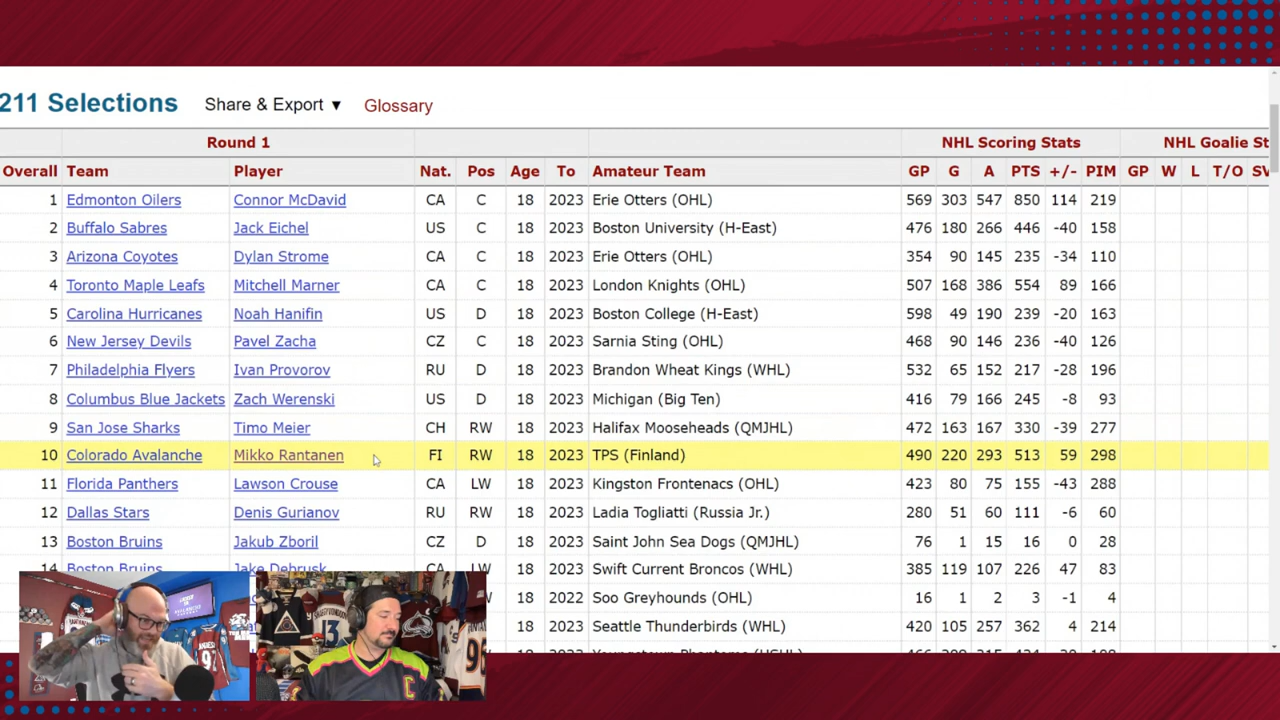 211 Selections Share & Export ▼ Glossary
Round 1 NHL Scoring Stats NHL Goalie St
Overall Team Player Nat. Pos Age To Amateur Team GP G A PTS +/- PIM GP W L T/O SV
1 Edmonton Oilers Connor McDavid CA C 18 2023 Erie Otters (OHL) 569 303 547 850 114 219
2 Buffalo Sabres Jack Eichel US C 18 2023 Boston University (H-East) 476 180 266 446 -40 158
3 Arizona Coyotes Dylan Strome CA C 18 2023 Erie Otters (OHL) 354 90 145 235 -34 110
4 Toronto Maple Leafs Mitchell Marner CA C 18 2023 London Knights (OHL) 507 168 386 554 89 166
5 Carolina Hurricanes Noah Hanifin US D 18 2023 Boston College (H-East) 598 49 190 239 -20 163
6 New Jersey Devils Pavel Zacha CZ C 18 2023 Sarnia Sting (OHL) 468 90 146 236 -40 126
7 Philadelphia Flyers Ivan Provorov RU D 18 2023 Brandon Wheat Kings (WHL) 532 65 152 217 -28 196
8 Columbus Blue Jackets Zach Werenski US D 18 2023 Michigan (Big Ten) 416 79 166 245 -8 93
9 San Jose Sharks Timo Meier CH RW 18 2023 Halifax Mooseheads (QMJHL) 472 163 167 330 -39 277
10 Colorado Avalanche Mikko Rantanen FI RW 18 2023 TPS (Finland) 490 220 293 513 59 298
11 Florida Panthers Lawson Crouse CA LW 18 2023 Kingston Frontenacs (OHL) 423 80 75 155 -43 288
12 Dallas Stars Denis Gurianov RU RW 18 2023 Ladia Togliatti (Russia Jr.) 280 51 60 111 -6 60
13 Boston Bruins Jakub Zboril CZ D 18 2023 Saint John Sea Dogs (QMJHL) 76 1 15 16 0 28
14 Boston Bruins Jake Debrusk CA LW 18 2023 Swift Current Broncos (WHL) 385 119 107 226 47 83
18 2022 Soo Greyhounds (OHL) 16 1 2 3 -1 4
18 2023 Seattle Thunderbirds (WHL) 420 105 257 362 4 214